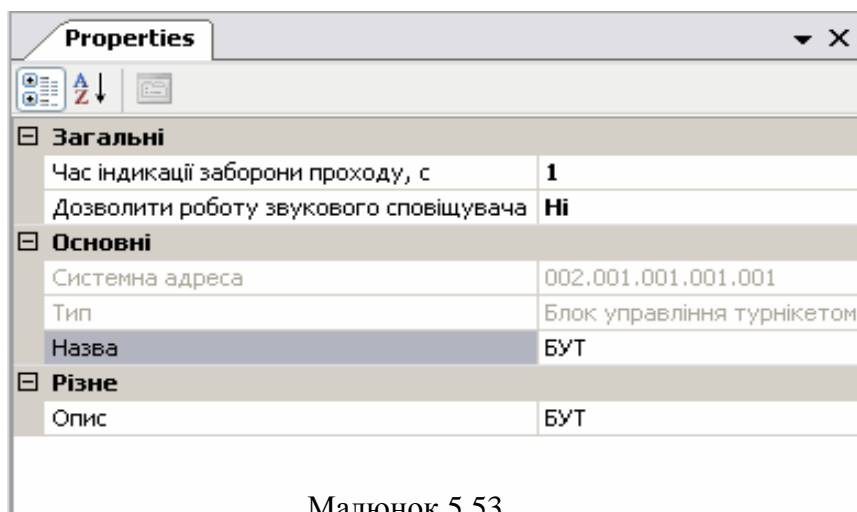 Properties
Загальні
Час індикації заборони проходу, с 1
Дозволити роботу звукового сповіщувача Ні
Основні
Системна адреса 002.001.001.001.001
Тип Блок управління турнікетом
Назва БУТ
Різне
Опис БУТ
Малюнок 5.53